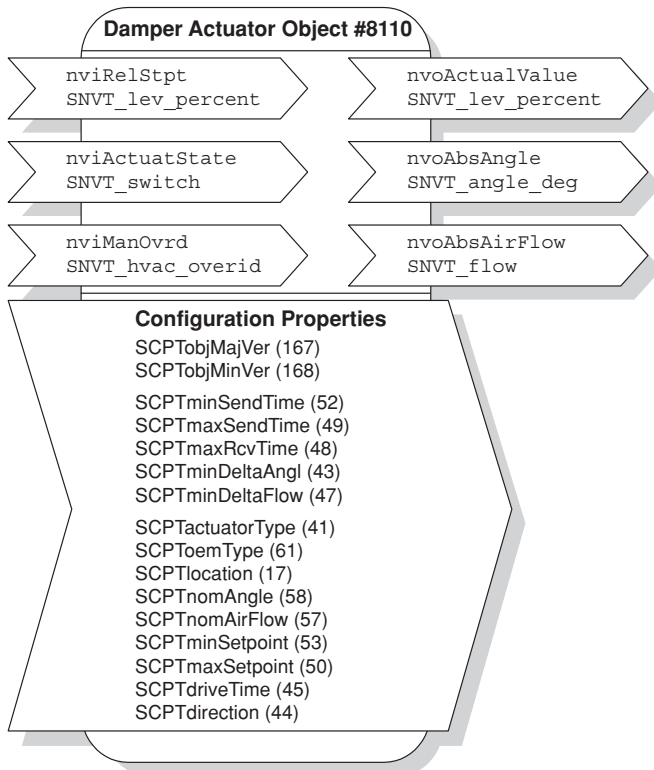 Damper Actuator Object #8110
nviRelStpt
SNVT_lev_percent
nvoActualValue
SNVT_lev_percent
nviActuatState
SNVT_switch
nvoAbsAngle
SNVT_angle_deg
nviManOvrd
SNVT_hvac_overid
nvoAbsAirFlow
SNVT_flow
Configuration Properties
SCPTobjMajVer (167)
SCPTobjMinVer (168)
SCPTminSendTime (52)
SCPTmaxSendTime (49)
SCPTmaxRcvTime (48)
SCPTminDeltaAngl (43)
SCPTminDeltaFlow (47)
SCPTactuatorType (41)
SCPToemType (61)
SCPTlocation (17)
SCPTnomAngle (58)
SCPTnomAirFlow (57)
SCPTminSetpoint (53)
SCPTmaxSetpoint (50)
SCPTdriveTime (45)
SCPTdirection (44)